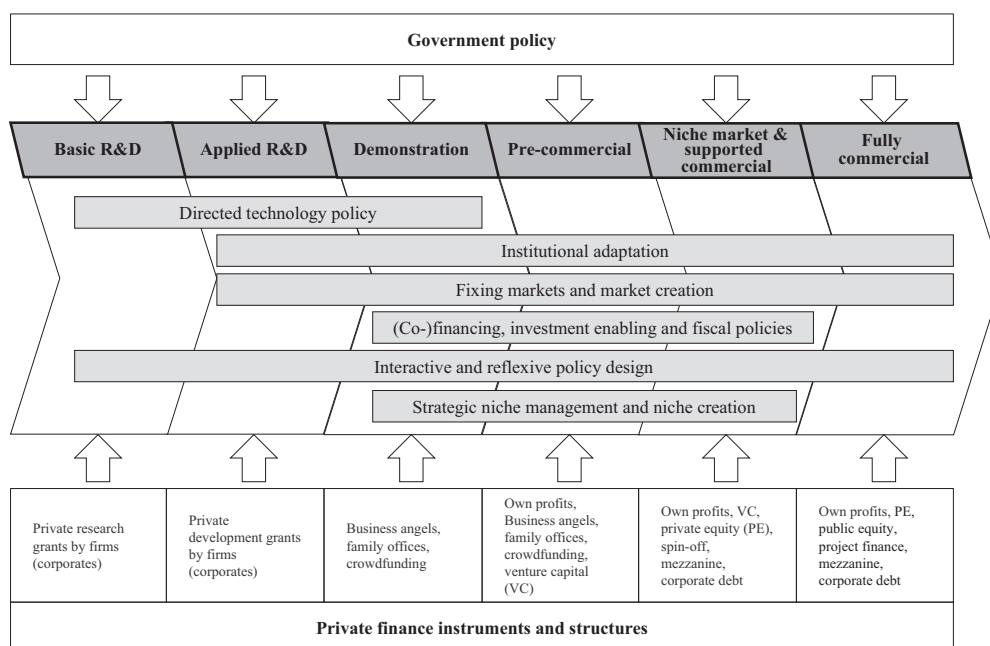 Government policy
Basic R&D
Applied R&D
Demonstration
Pre-commercial
Niche market &
supported
commercial
Fully
commercial
Directed technology policy
Institutional adaptation
Fixing markets and market creation
(Co-)financing, investment enabling and fiscal policies
Interactive and reflexive policy design
Strategic niche management and niche creation
Private research
grants by firms
(corporates)
Private
development grants
by firms
(corporates)
Business angels,
family offices,
crowdfunding
Own profits,
Business angels,
family offices,
crowdfunding,
venture capital
(VC)
Own profits, VC,
private equity (PE),
spin-off,
mezzanine,
corporate debt
Own profits, PE,
public equity,
project finance,
mezzanine,
corporate debt
Private finance instruments and structures